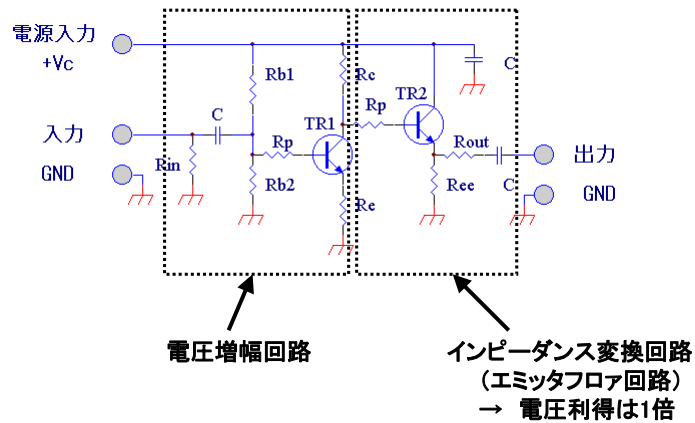 電源入力
+Vc
入力
GND
Rin
C
Rb1
Rp
Rb2
TR1
Rc
Re
Rp
TR2
Rout
Ree
C
C
出力
GND
電圧増幅回路
インピーダンス変換回路
（エミッタフロァ回路）
→ 電圧利得は1倍